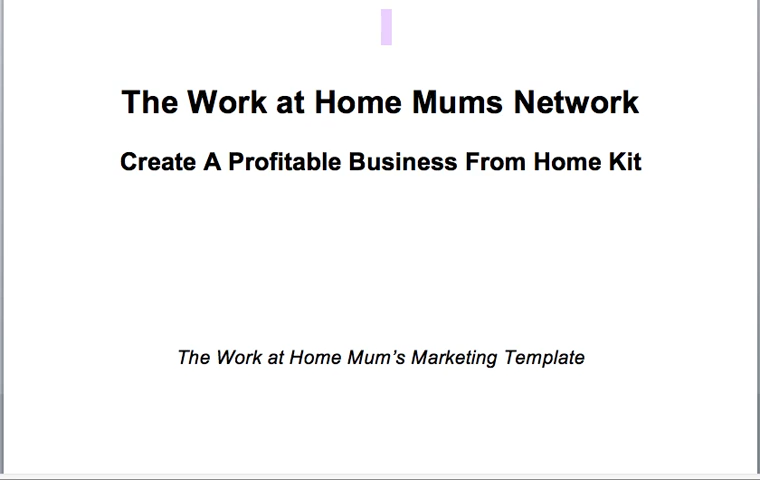 The Work at Home Mums Network
Create A Profitable Business From Home Kit
The Work at Home Mum’s Marketing Template